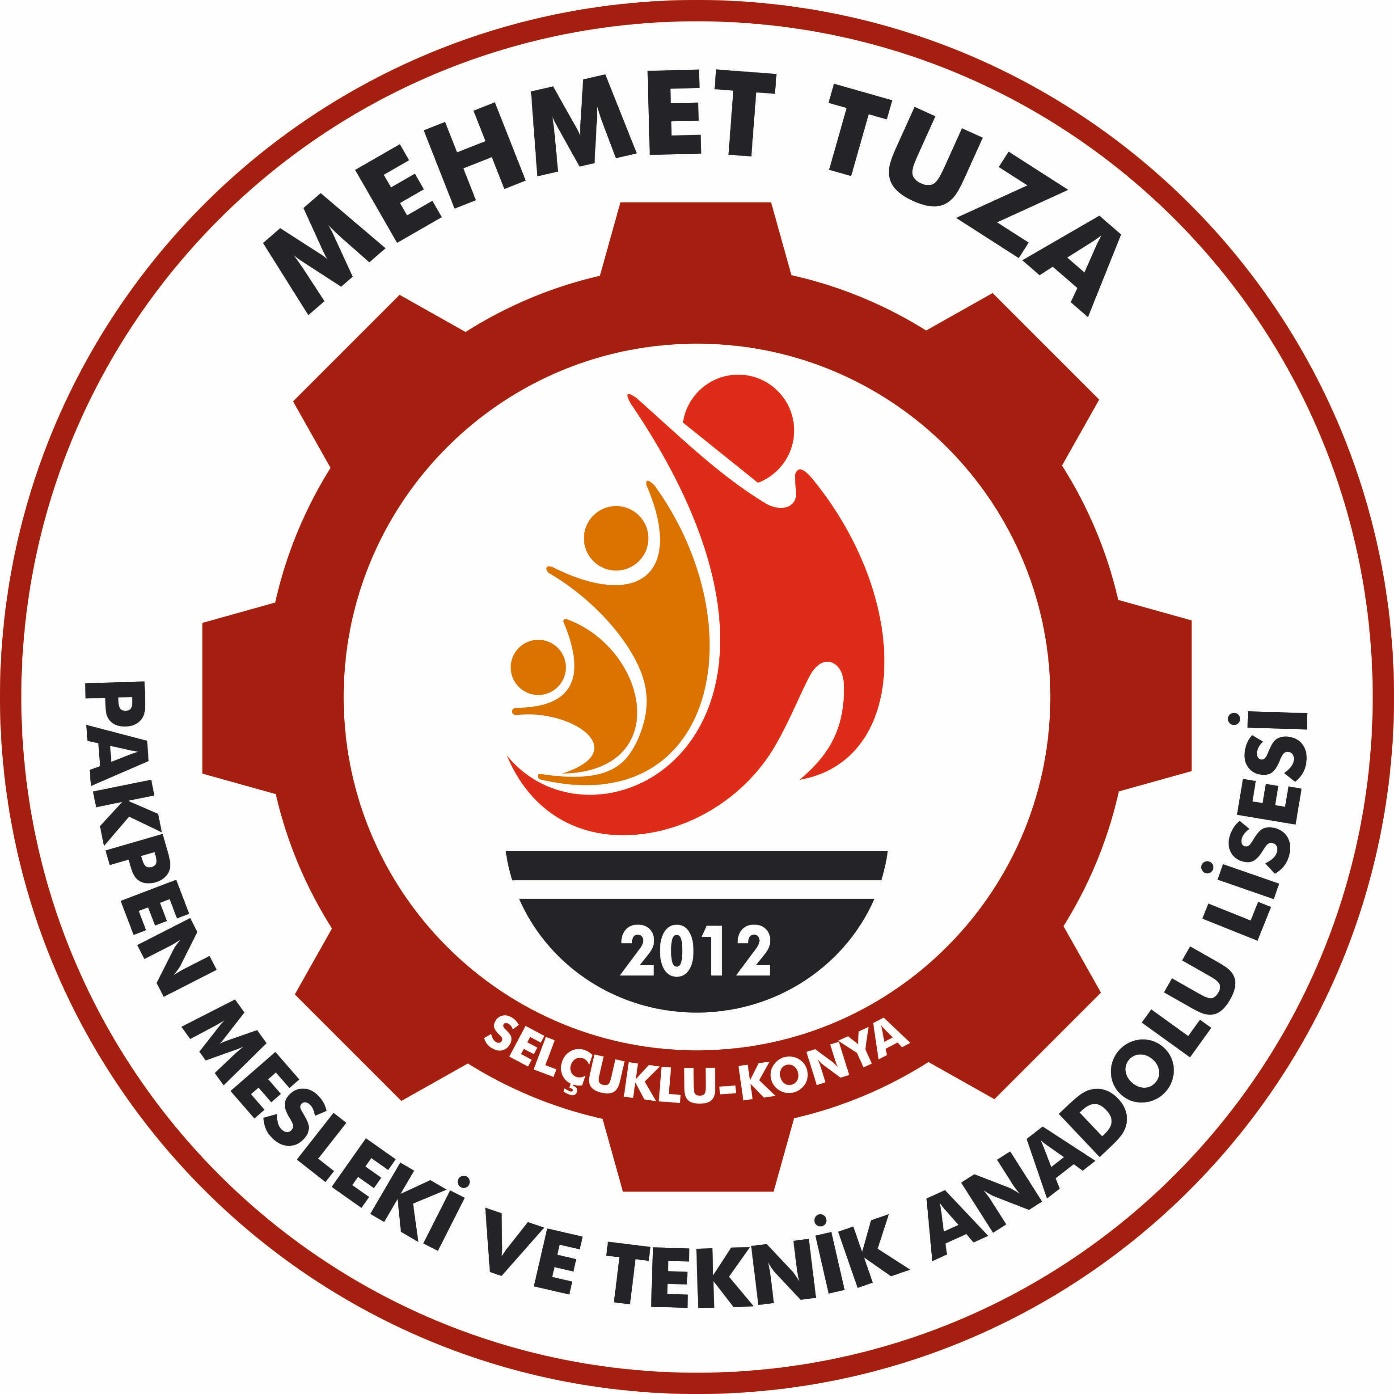 MEHMET TUZA
PAKPEN MESLEKİ VE TEKNİK ANADOLU LİSESİ
2012
SELÇUKLU-KONYA